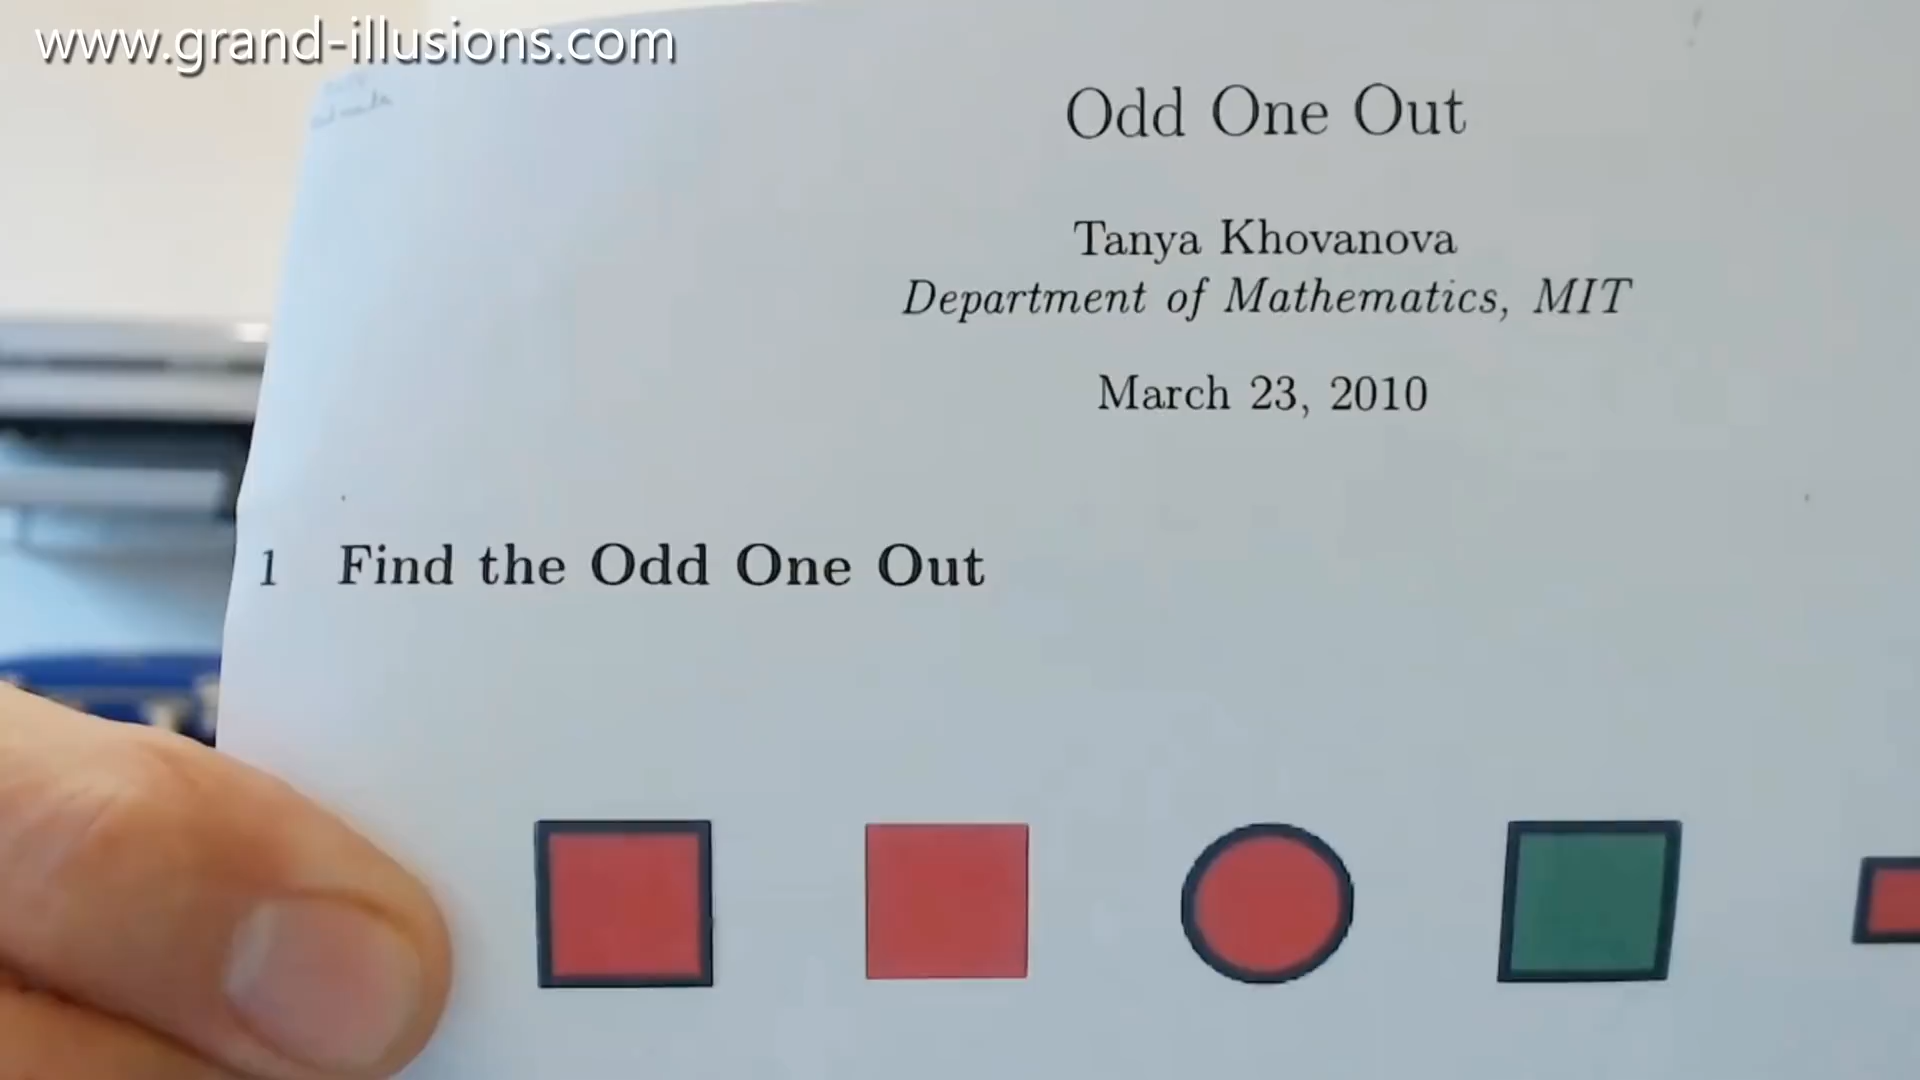 www.grand-illusions.com
Odd One Out
Tanya Khovanova
Department of Mathematics, MIT
March 23, 2010
1 Find the Odd One Out